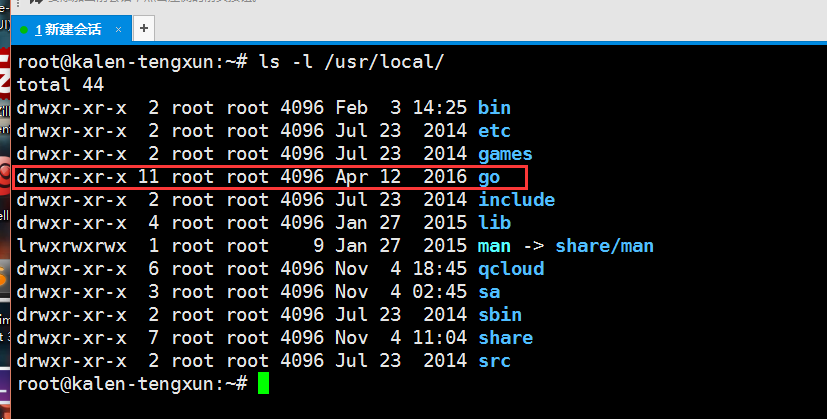 1 新建会话
root@kalen-tengxun:~# ls -l /usr/local/
total 44
drwxr-xr-x  2 root root 4096 Feb  3 14:25 bin
drwxr-xr-x  2 root root 4096 Jul 23  2014 etc
drwxr-xr-x  2 root root 4096 Jul 23  2014 games
drwxr-xr-x 11 root root 4096 Apr 12  2016 go
drwxr-xr-x  2 root root 4096 Jul 23  2014 include
drwxr-xr-x  4 root root 4096 Jan 27  2015 lib
lrwxrwxrwx  1 root root    9 Jan 27  2015 man -> share/man
drwxr-xr-x  6 root root 4096 Nov  4 18:45 qcloud
drwxr-xr-x  3 root root 4096 Nov  4 02:45 sa
drwxr-xr-x  2 root root 4096 Jul 23  2014 sbin
drwxr-xr-x  7 root root 4096 Nov  4 11:04 share
drwxr-xr-x  2 root root 4096 Jul 23  2014 src
root@kalen-tengxun:~#